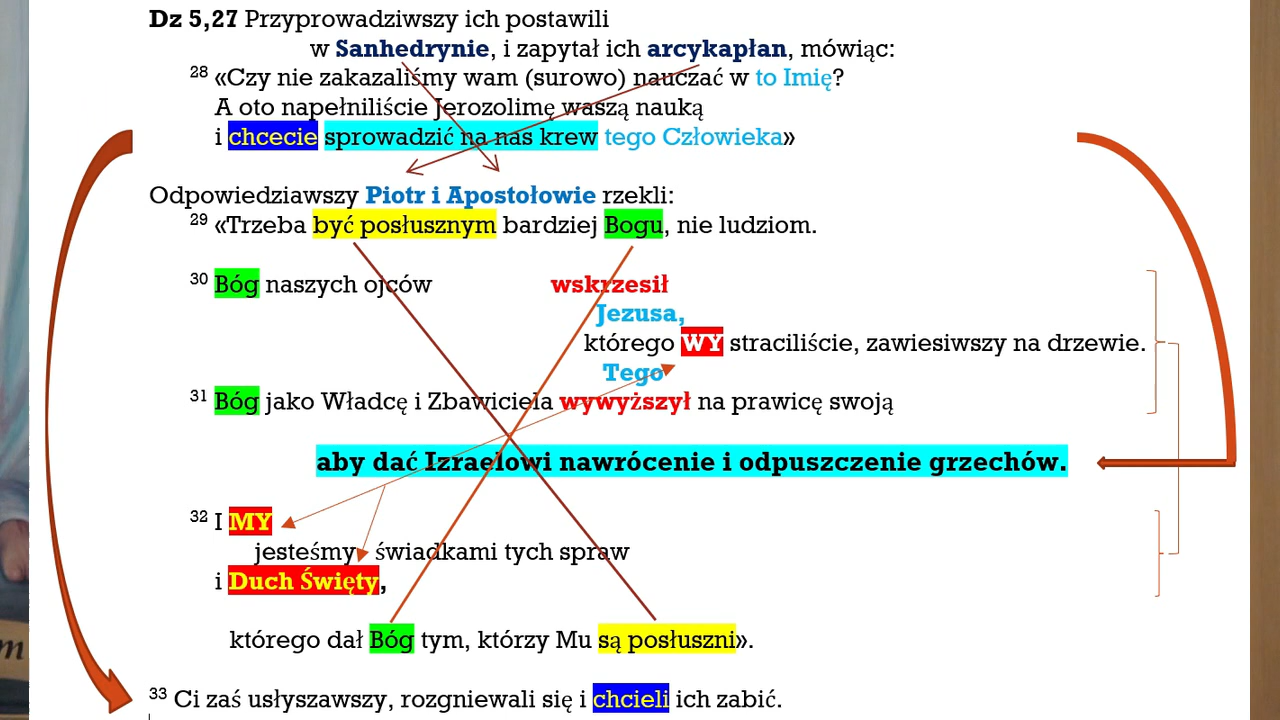 Dz 5,27 Przyprowadziwszy ich postawili
w Sanhedrynie, i zapytał ich arcykapłan, mówiąc:
28 «Czy nie zakazaliśmy wam (surowo) nauczać w to Imię?
A oto napełniliście Jerozolimę waszą nauką
i chcecie sprowadzić na nas krew tego Człowieka»
Odpowiedziawszy Piotr i Apostołowie rzekli:
29 «Trzeba być posłusznym bardziej Bogu, nie ludziom.
30 Bóg naszych ojców wskrzesił
Jezusa,
którego WY straciliście, zawiesiwszy na drzewie.
Tego
31 Bóg jako Władcę i Zbawiciela wywyższył na prawicę swoją
aby dać Izraelowi nawrócenie i odpuszczenie grzechów.
32 I MY
jesteśmy świadkami tych spraw
i Duch Święty,
którego dał Bóg tym, którzy Mu są posłuszni».
33 Ci zaś usłyszawszy, rozgniewali się i chcieli ich zabić.
m